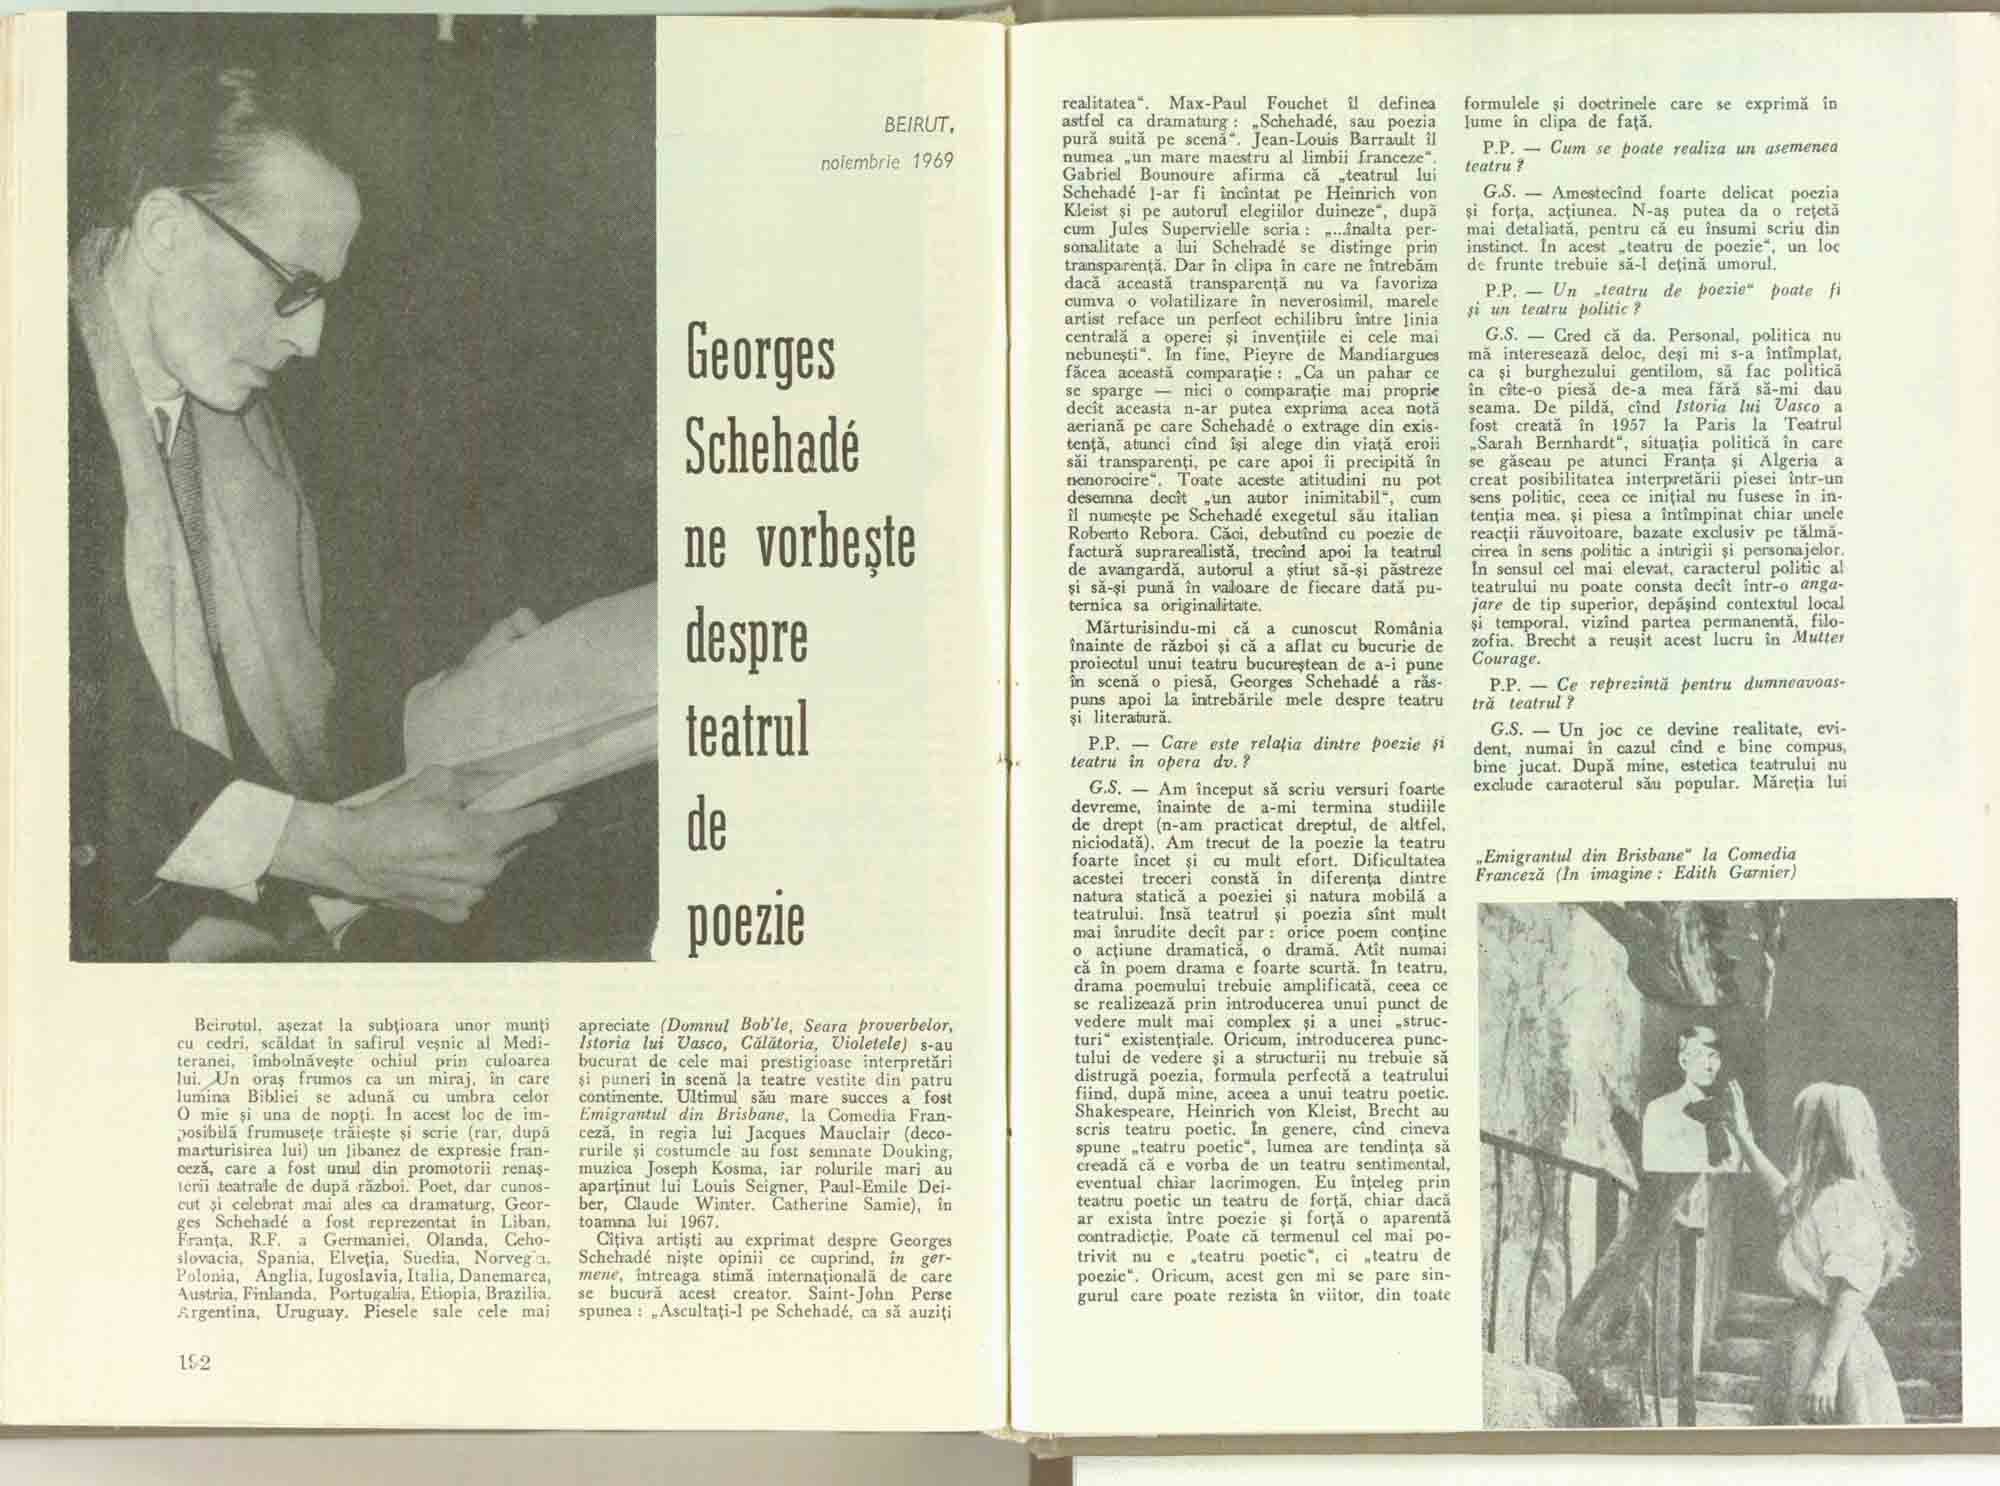 BEIRUT,
noiembrie 1969
Georges
Schehadé
ne vorbește
despre
teatrul
de
poezie
Beirutul, așezat la subțioara unor munți
cu cedri, scăldat în safirul veșnic al Medi-
teranei, îmbolnăvește ochiul prin culoarea
lui. Un oraș frumos ca un miraj, în care
lumina Bibliei se adună cu umbra celor
O mie și una de nopți. In acest loc de im-
posibilă frumusețe trăiește și scrie (rar, după
marturisirea lui) un libanez de expresie fran-
ceză, care a fost unul din promotorii renaș-
terii teatrale de după război. Poet, dar cunos-
cut și celebrat mai ales ca dramaturg, Geor-
ges Schehadé a fost reprezentat în Liban,
Franța, R.F. a Germaniei, Olanda, Ceho-
slovacia, Spania, Elveția, Suedia, Norvegia,
Polonia, Anglia, Iugoslavia, Italia, Danemarca,
Austria, Finlanda, Portugalia, Etiopia, Brazilia,
Argentina, Uruguay. Piesele sale cele mai
192
apreciate (Domnul Bob'le, Seara proverbelor,
Istoria lui Vasco, Călătoria, Violetele) s-au
bucurat de cele mai prestigioase interpretări
și puneri în scenă la teatre vestite din patru
continente. Ultimul său mare succes a fost
Emigrantul din Brisbane, la Comedia Fran-
ceză, în regia lui Jacques Mauclair (deco-
rurile și costumele au fost semnate Douking,
muzica Joseph Kosma, iar rolurile mari au
aparținut lui Louis Seigner, Paul-Emile Dei-
ber, Claude Winter, Catherine Samie), în
toamna lui 1967.
Cîțiva artiști au exprimat despre Georges
Schehadé niște opinii ce cuprind, în ger-
mene, întreaga stimă internațională de care
se bucură acest creator. Saint-John Perse
spunea : „Ascultați-l pe Schehadé, ca să auziți
realitatea“. Max-Paul Fouchet îl definea
astfel ca dramaturg : „Schehadé, sau poezia
pură suită pe scenă“. Jean-Louis Barrault îl
numea „un mare maestru al limbii franceze“.
Gabriel Bounoure afirma că „teatrul lui
Schehadé l-ar fi încîntat pe Heinrich von
Kleist și pe autorul elegiilor duineze“, după
cum Jules Supervielle scria : „...înalta per-
sonalitate a lui Schehadé se distinge prin
transparență. Dar în clipa în care ne întrebăm
dacă această transparență nu va favoriza
cumva o volatilizare în neverosimil, marele
artist reface un perfect echilibru între linia
centrală a operei și invențiile ei cele mai
nebunești“. In fine, Pieyre de Mandiargues
făcea această comparație : „Ca un pahar ce
se sparge — nici o comparație mai proprie
decît aceasta n-ar putea exprima acea notă
aeriană pe care Schehadé o extrage din exis-
tență, atunci cînd își alege din viață eroii
săi transparenți, pe care apoi îi precipită în
nenorocire“. Toate aceste atitudini nu pot
desemna decît „un autor inimitabil“, cum
îl numește pe Schehadé exegetul său italian
Roberto Rebora. Căci, debutînd cu poezie de
factură suprarealistă, trecînd apoi la teatrul
de avangardă, autorul a știut să-și păstreze
și să-și pună în valoare de fiecare dată pu-
ternica sa originalitate.
Mărturisindu-mi că a cunoscut România
înainte de război și că a aflat cu bucurie de
proiectul unui teatru bucureștean de a-i pune
în scenă o piesă, Georges Schehadé a răs-
puns apoi la întrebările mele despre teatru
și literatură.
P.P. — Care este relația dintre poezie și
teatru în opera dv. ?
G.S. — Am început să scriu versuri foarte
devreme, înainte de a-mi termina studiile
de drept (n-am practicat dreptul, de altfel,
niciodată). Am trecut de la poezie la teatru
foarte încet și cu mult efort. Dificultatea
acestei treceri constă în diferența dintre
natura statică a poeziei și natura mobilă a
teatrului. Însă teatrul și poezia sînt mult
mai înrudite decît par : orice poem conține
o acțiune dramatică, o dramă. Atît numai
că în poem drama e foarte scurtă. În teatru,
drama poemului trebuie amplificată, ceea ce
se realizează prin introducerea unui punct de
vedere mult mai complex și a unei „struc-
turi“ existențiale. Oricum, introducerea punc-
tului de vedere și a structurii nu trebuie să
distrugă poezia, formula perfectă a teatrului
fiind, după mine, aceea a unui teatru poetic.
Shakespeare, Heinrich von Kleist, Brecht au
scris teatru poetic. În genere, cînd cineva
spune „teatru poetic“, lumea are tendința să
creadă că e vorba de un teatru sentimental,
eventual chiar lacrimogen. Eu înțeleg prin
teatru poetic un teatru de forță, chiar dacă
ar exista între poezie și forță o aparentă
contradicție. Poate că termenul cel mai po-
trivit nu e „teatru poetic“, ci „teatru de
poezie“. Oricum, acest gen mi se pare sin-
gurul care poate rezista în viitor, din toate
formulele și doctrinele care se exprimă în
lume în clipa de față.
P.P. — Cum se poate realiza un asemenea
teatru ?
G.S. — Amestecînd foarte delicat poezia
și forța, acțiunea. N-aș putea da o rețetă
mai detaliată, pentru că eu însumi scriu din
instinct. În acest „teatru de poezie“, un loc
de frunte trebuie să-l dețină umorul.
P.P. — Un „teatru de poezie“ poate fi
și un teatru politic ?
G.S. — Cred că da. Personal, politica nu
mă interesează deloc, deși mi s-a întîmplat,
ca și burghezului gentilom, să fac politică
în cîte-o piesă de-a mea fără să-mi dau
seama. De pildă, cînd Istoria lui Vasco a
fost creată în 1957 la Paris la Teatrul
„Sarah Bernhardt“, situația politică în care
se găseau pe atunci Franța și Algeria a
creat posibilitatea interpretării piesei într-un
sens politic, ceea ce inițial nu fusese în in-
tenția mea, și piesa a întîmpinat chiar unele
reacții răuvoitoare, bazate exclusiv pe tălmă-
cirea în sens politic a intrigii și personajelor.
În sensul cel mai elevat, caracterul politic al
teatrului nu poate consta decît într-o anga-
jare de tip superior, depășind contextul local
și temporal, vizînd partea permanentă, filo-
zofia. Brecht a reușit acest lucru în Mutter
Courage.
P.P. — Ce reprezintă pentru dumneavoas-
tră teatrul ?
G.S. — Un joc ce devine realitate, evi-
dent, numai în cazul cînd e bine compus,
bine jucat. După mine, estetica teatrului nu
exclude caracterul său popular. Măreția lui
„Emigrantul din Brisbane“ la Comedia
Franceză (In imagine : Edith Garnier)